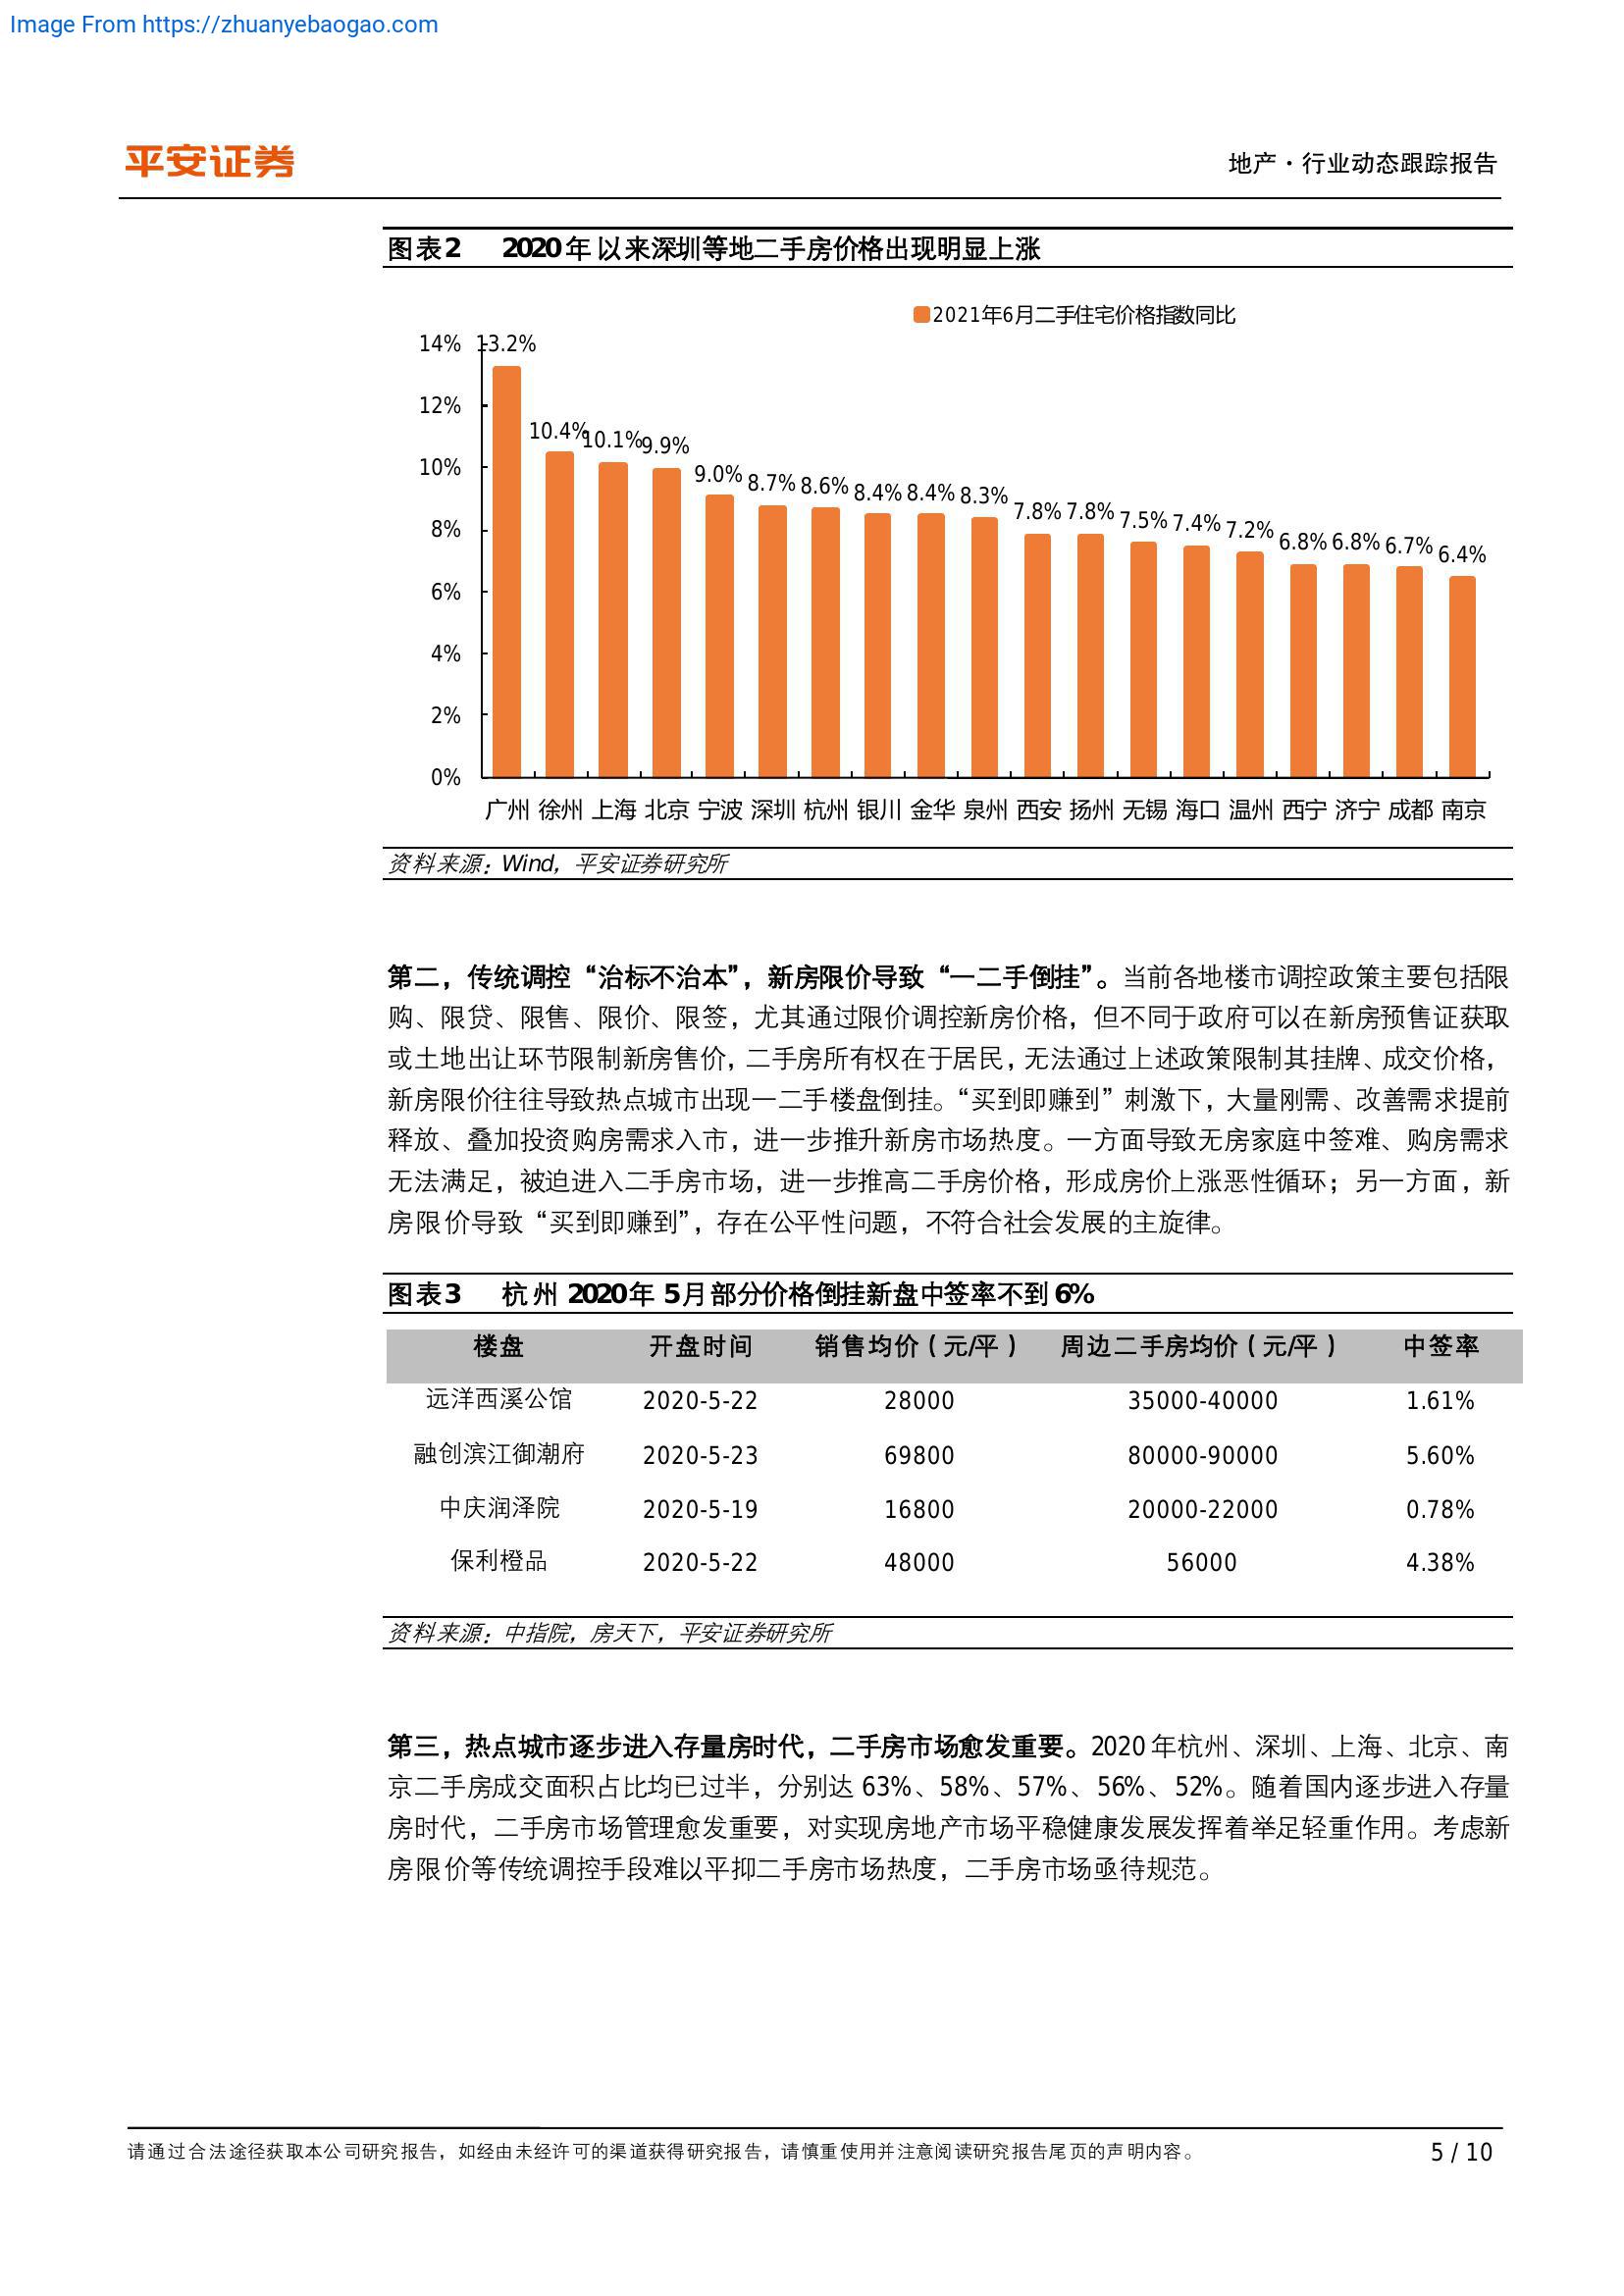 Image From https://zhuanyebaogao.com
平安证券
地产·行业动态跟踪报告
图表2 2020年以来深圳等地二手房价格出现明显上涨
2021年6月二手住宅价格指数同比
14%
12%
10%
8%
6%
4%
2%
0%
13.2% 10.4% 10.1% 9.9% 9.0% 8.7% 8.6% 8.4% 8.4% 8.3% 7.8% 7.8% 7.5% 7.4% 7.2% 6.8% 6.8% 6.7% 6.4%
广州 徐州 上海 北京 宁波 深圳 杭州 银川 金华 泉州 西安 扬州 无锡 海口 温州 西宁 济宁 成都 南京
资料来源：Wind，平安证券研究所
第二，传统调控“治标不治本”，新房限价导致“一二手倒挂”。当前各地楼市调控政策主要包括限
购、限贷、限售、限价、限签，尤其通过限价调控新房价格，但不同于政府可以在新房预售证获取
或土地出让环节限制新房售价，二手房所有权在于居民，无法通过上述政策限制其挂牌、成交价格，
新房限价往往导致热点城市出现一二手楼盘倒挂。“买到即赚到”刺激下，大量刚需、改善需求提前
释放、叠加投资购房需求入市，进一步推升新房市场热度。一方面导致无房家庭中签难、购房需求
无法满足，被迫进入二手房市场，进一步推高二手房价格，形成房价上涨恶性循环；另一方面，新
房限价导致“买到即赚到”，存在公平性问题，不符合社会发展的主旋律。
图表3 杭州2020年5月部分价格倒挂新盘中签率不到6%
楼盘 开盘时间 销售均价（元/平） 周边二手房均价（元/平） 中签率
远洋西溪公馆 2020-5-22 28000 35000-40000 1.61%
融创滨江御潮府 2020-5-23 69800 80000-90000 5.60%
中庆润泽院 2020-5-19 16800 20000-22000 0.78%
保利橙品 2020-5-22 48000 56000 4.38%
资料来源：中指院，房天下，平安证券研究所
第三，热点城市逐步进入存量房时代，二手房市场愈发重要。2020年杭州、深圳、上海、北京、南
京二手房成交面积占比均已过半，分别达 63%、58%、57%、56%、52%。随着国内逐步进入存量
房时代，二手房市场管理愈发重要，对实现房地产市场平稳健康发展发挥着举足轻重作用。考虑新
房限价等传统调控手段难以平抑二手房市场热度，二手房市场亟待规范。
请通过合法途径获取本公司研究报告，如经由未经许可的渠道获得研究报告，请慎重使用并注意阅读研究报告尾页的声明内容。
5 / 10